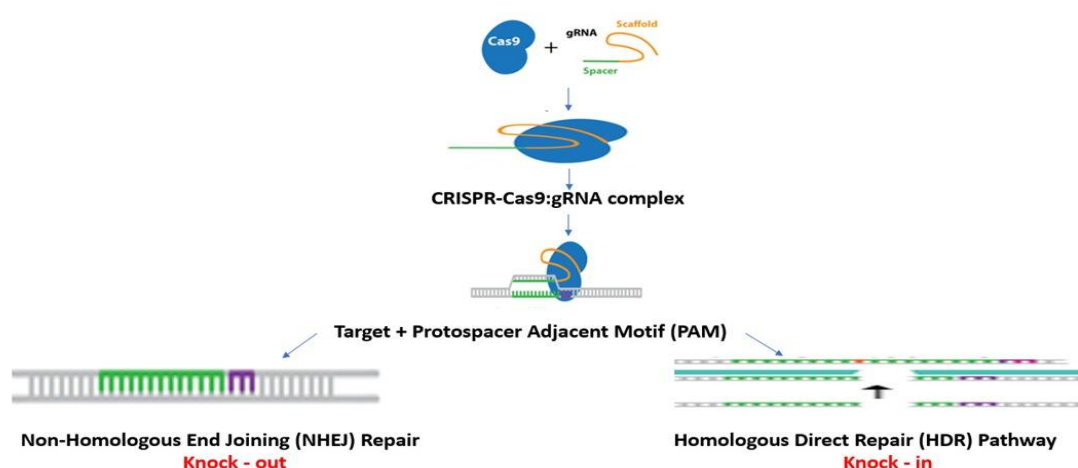 Scaffold
gRNA
Cas9
+
Spacer
CRISPR-Cas9:gRNA complex
Target + Protospacer Adjacent Motif (PAM)
Non-Homologous End Joining (NHEJ) Repair
Knock - out
Homologous Direct Repair (HDR) Pathway
Knock - in